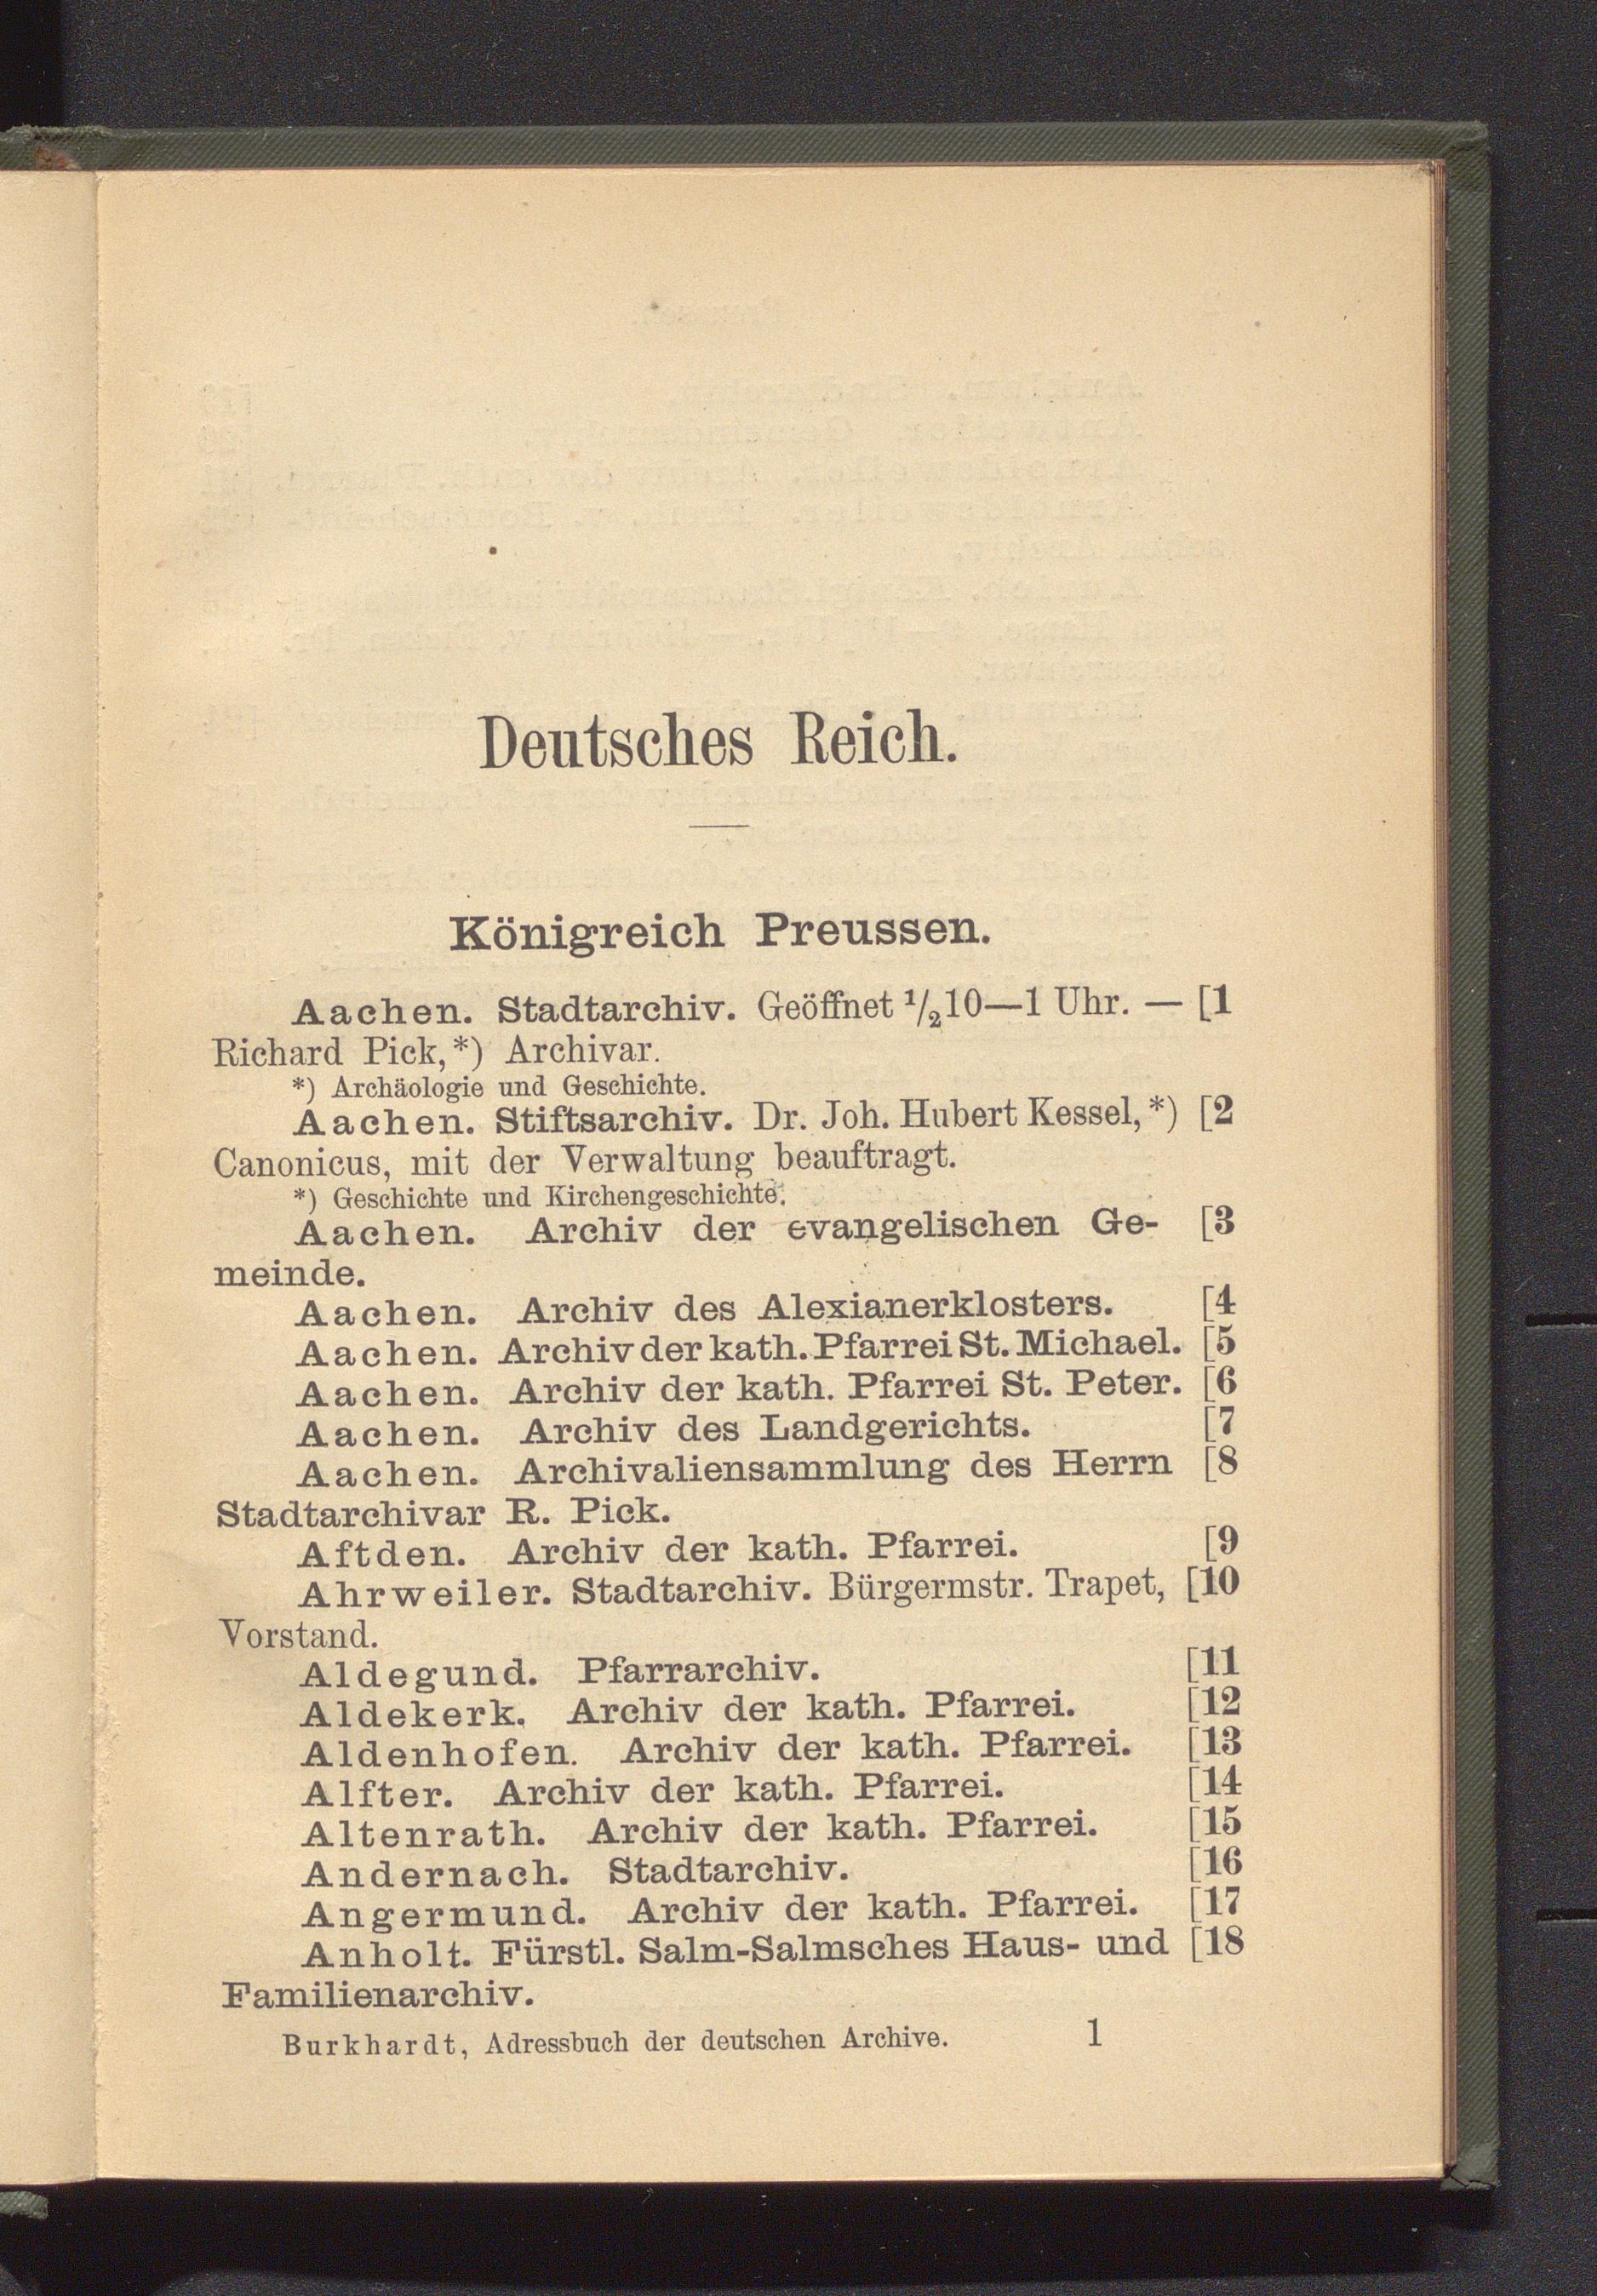 Deutsches Reich.
Königreich Preussen.
Aachen. Stadtarchiv. Geöffnet ½10—1 Uhr. — [1
Richard Pick,*) Archivar.
*) Archäologie und Geschichte.
Aachen. Stiftsarchiv. Dr. Joh. Hubert Kessel,*) [2
Canonicus, mit der Verwaltung beauftragt.
*) Geschichte und Kirchengeschichte.
Aachen. Archiv der evangelischen Ge- [3
meinde.
Aachen. Archiv des Alexianerklosters. [4
Aachen. Archiv der kath. Pfarrei St. Michael. [5
Aachen. Archiv der kath. Pfarrei St. Peter. [6
Aachen. Archiv des Landgerichts. [7
Aachen. Archivaliensammlung des Herrn [8
Stadtarchivar R. Pick.
Aftden. Archiv der kath. Pfarrei. [9
Ahrweiler. Stadtarchiv. Bürgermstr. Trapet, [10
Vorstand.
Aldegund. Pfarrarchiv. [11
Aldekerk. Archiv der kath. Pfarrei. [12
Aldenhofen. Archiv der kath. Pfarrei. [13
Alfter. Archiv der kath. Pfarrei. [14
Altenrath. Archiv der kath. Pfarrei. [15
Andernach. Stadtarchiv. [16
Angermund. Archiv der kath. Pfarrei. [17
Anholt. Fürstl. Salm-Salmsches Haus- und [18
Familienarchiv.
Burkhardt, Adressbuch der deutschen Archive. 1